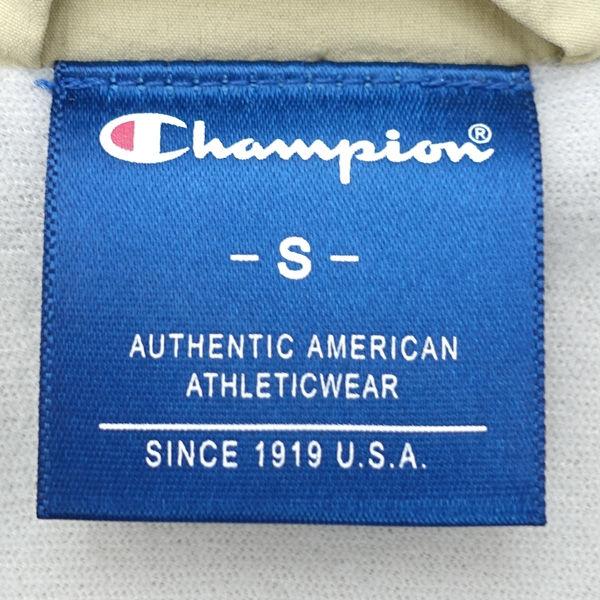 Champion®
- S -
AUTHENTIC AMERICAN
ATHLETICWEAR
SINCE 1919 U.S.A.